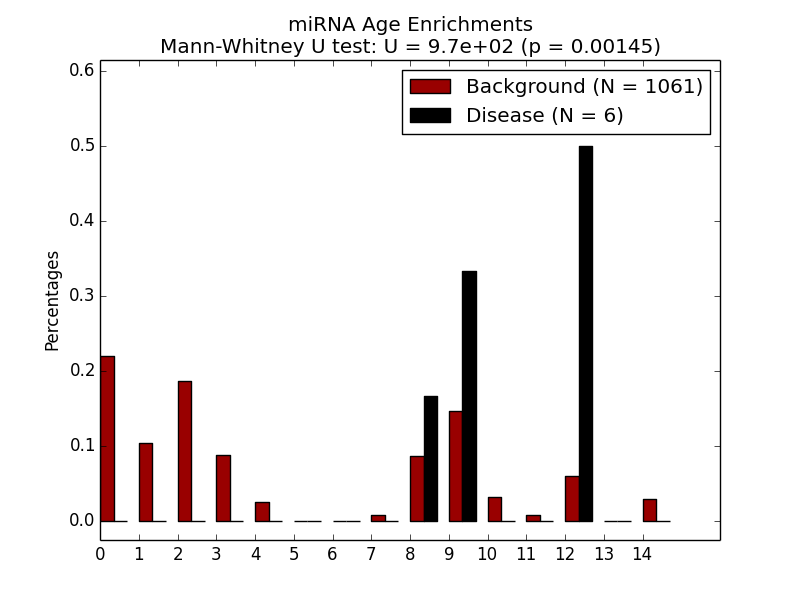 miRNA Age Enrichments
Mann-Whitney U test: U = 9.7e+02 (p = 0.00145)
Background (N = 1061)
Disease (N = 6)
Percentages
0.6
0.5
0.4
0.3
0.2
0.1
0.0
0 1 2 3 4 5 6 7 8 9 10 11 12 13 14